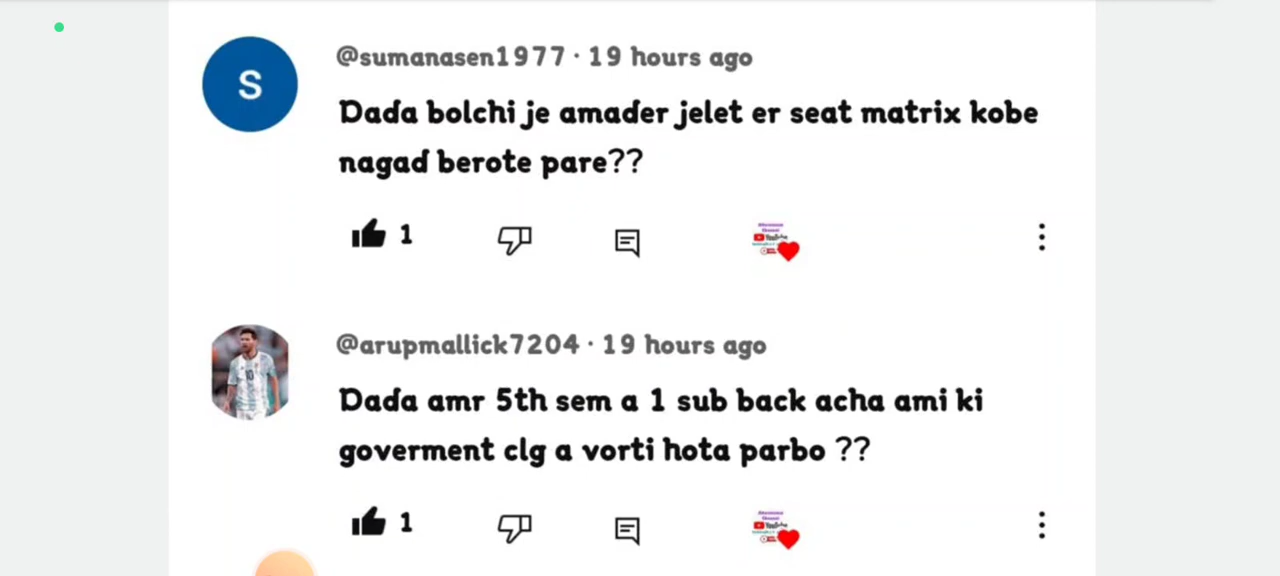 S
@sumanasen1977 · 19 hours ago
Dada bolchi je amader jelet er seat matrix kobe
nagad berote pare??
1
@arupmallick7204 · 19 hours ago
Dada amr 5th sem a 1 sub back acha ami ki
goverment clg a vorti hota parbo ??
1